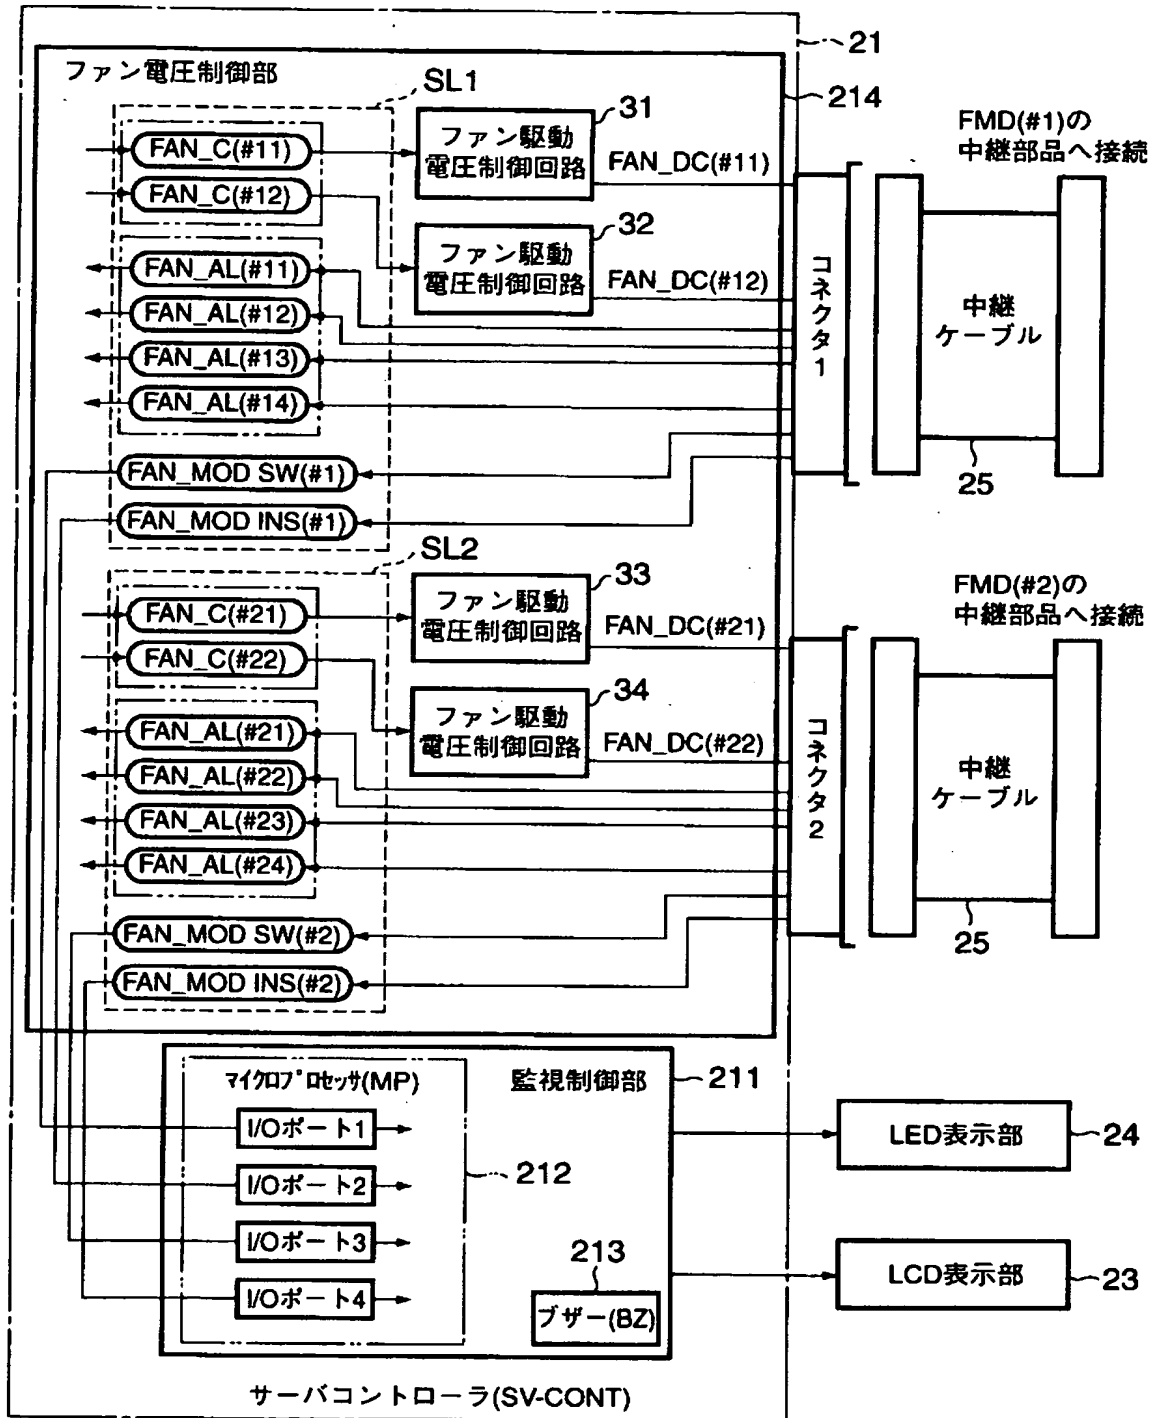 21
ファン電圧制御部
SL1
214
31
ファン駆動
電圧制御回路
FAN_DC(#11)
FMD(#1)の
中継部品へ接続
FAN_C(#11)
FAN_C(#12)
32
ファン駆動
電圧制御回路
FAN_DC(#12)
FAN_AL(#11)
FAN_AL(#12)
FAN_AL(#13)
FAN_AL(#14)
コネクタ1
中継
ケーブル
25
FAN_MOD SW(#1)
FAN_MOD INS(#1)
SL2
33
ファン駆動
電圧制御回路
FAN_DC(#21)
FMD(#2)の
中継部品へ接続
FAN_C(#21)
FAN_C(#22)
34
ファン駆動
電圧制御回路
FAN_DC(#22)
FAN_AL(#21)
FAN_AL(#22)
FAN_AL(#23)
FAN_AL(#24)
コネクタ2
中継
ケーブル
25
FAN_MOD SW(#2)
FAN_MOD INS(#2)
マイクロプロセッサ(MP)
監視制御部
211
I/Oポート1
I/Oポート2
I/Oポート3
I/Oポート4
212
213
ブザー(BZ)
LED表示部
24
LCD表示部
23
サーバコントローラ(SV-CONT)